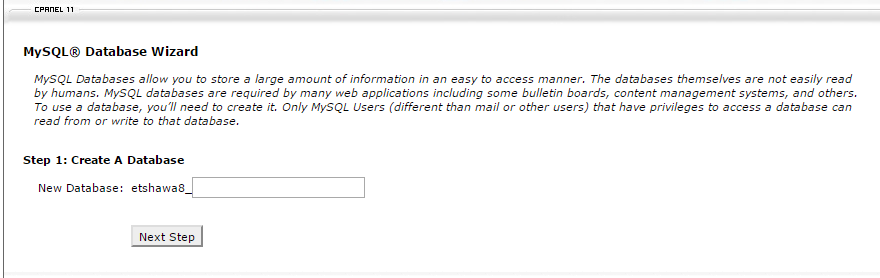 CPANEL 11
MySQL® Database Wizard
MySQL Databases allow you to store a large amount of information in an easy to access manner. The databases themselves are not easily read
by humans. MySQL databases are required by many web applications including some bulletin boards, content management systems, and others.
To use a database, you'll need to create it. Only MySQL Users (different than mail or other users) that have privileges to access a database can
read from or write to that database.
Step 1: Create A Database
New Database: etshawa8_
Next Step